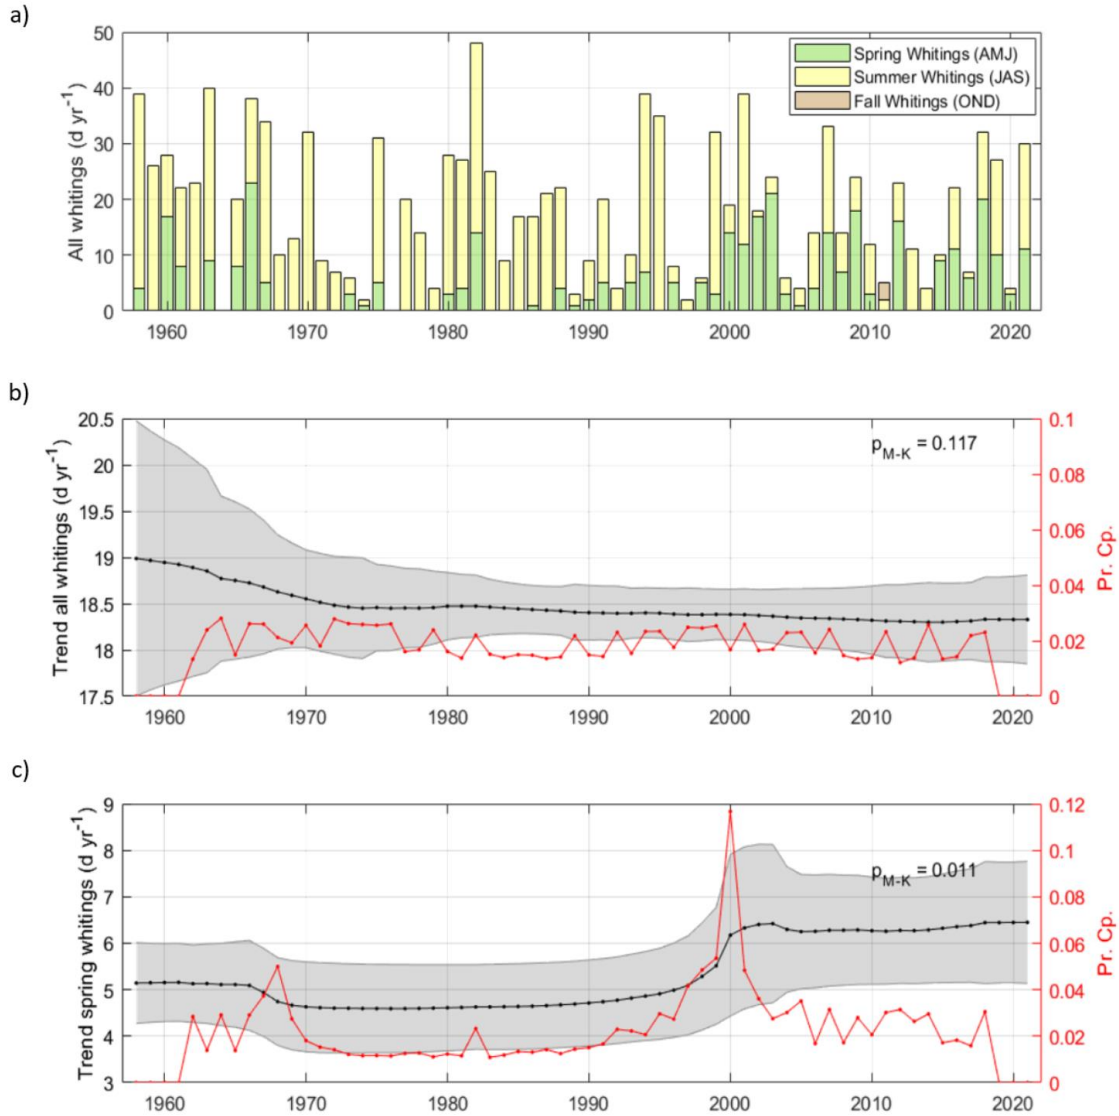 a)
All whitings (d yr-1)
50
40
30
20
10
0
Spring Whitings (AMJ)
Summer Whitings (JAS)
Fall Whitings (OND)
1960 1970 1980 1990 2000 2010 2020
b)
Trend all whitings (d yr-1)
20.5
20
19.5
19
18.5
18
17.5
pM-K = 0.117
0.1
0.08
0.06
0.04
0.02
0
Pr. Cp.
1960 1970 1980 1990 2000 2010 2020
c)
Trend spring whitings (d yr-1)
9
8
7
6
5
4
3
pM-K = 0.011
0.12
0.1
0.08
0.06
0.04
0.02
0
Pr. Cp.
1960 1970 1980 1990 2000 2010 2020